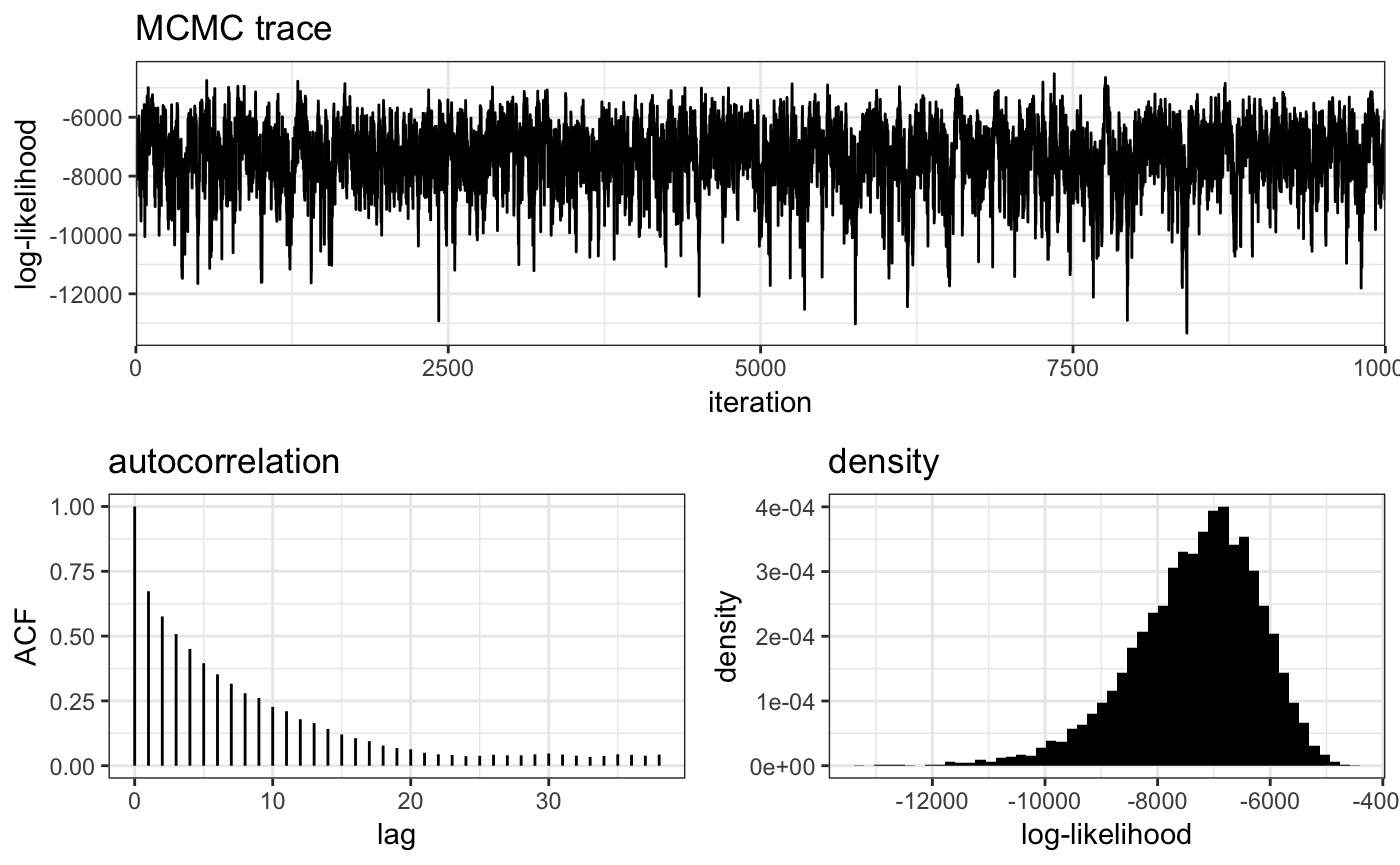 MCMC trace
log-likelihood
-6000
-8000
-10000
-12000
0 2500 5000 7500 1000
iteration
autocorrelation
ACF
1.00
0.75
0.50
0.25
0.00
0 10 20 30
lag
density
density
4e-04
3e-04
2e-04
1e-04
0e+00
-12000 -10000 -8000 -6000 -400
log-likelihood